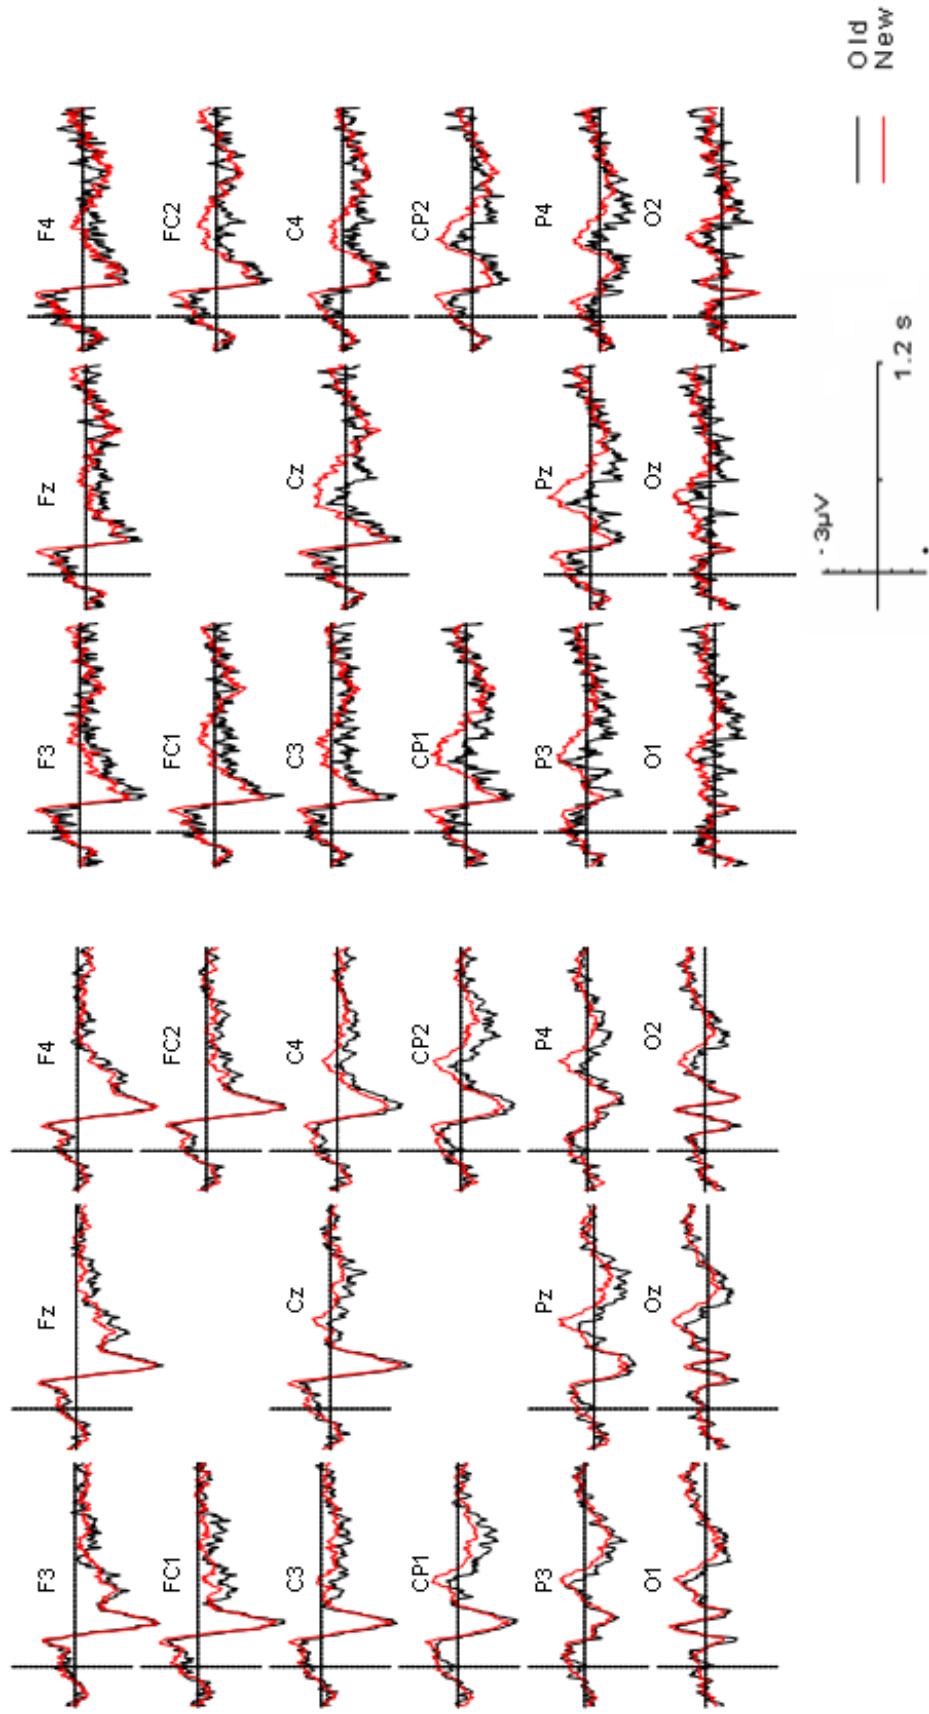 F3 Fz F4 F3 Fz F4
FC1 FC2 FC1 FC2
C3 Cz C4 C3 Cz C4
CP1 CP2 CP1 CP2
P3 Pz P4 P3 Pz P4
O1 Oz O2 O1 Oz O2
- 3µV
1.2 s
Old
New